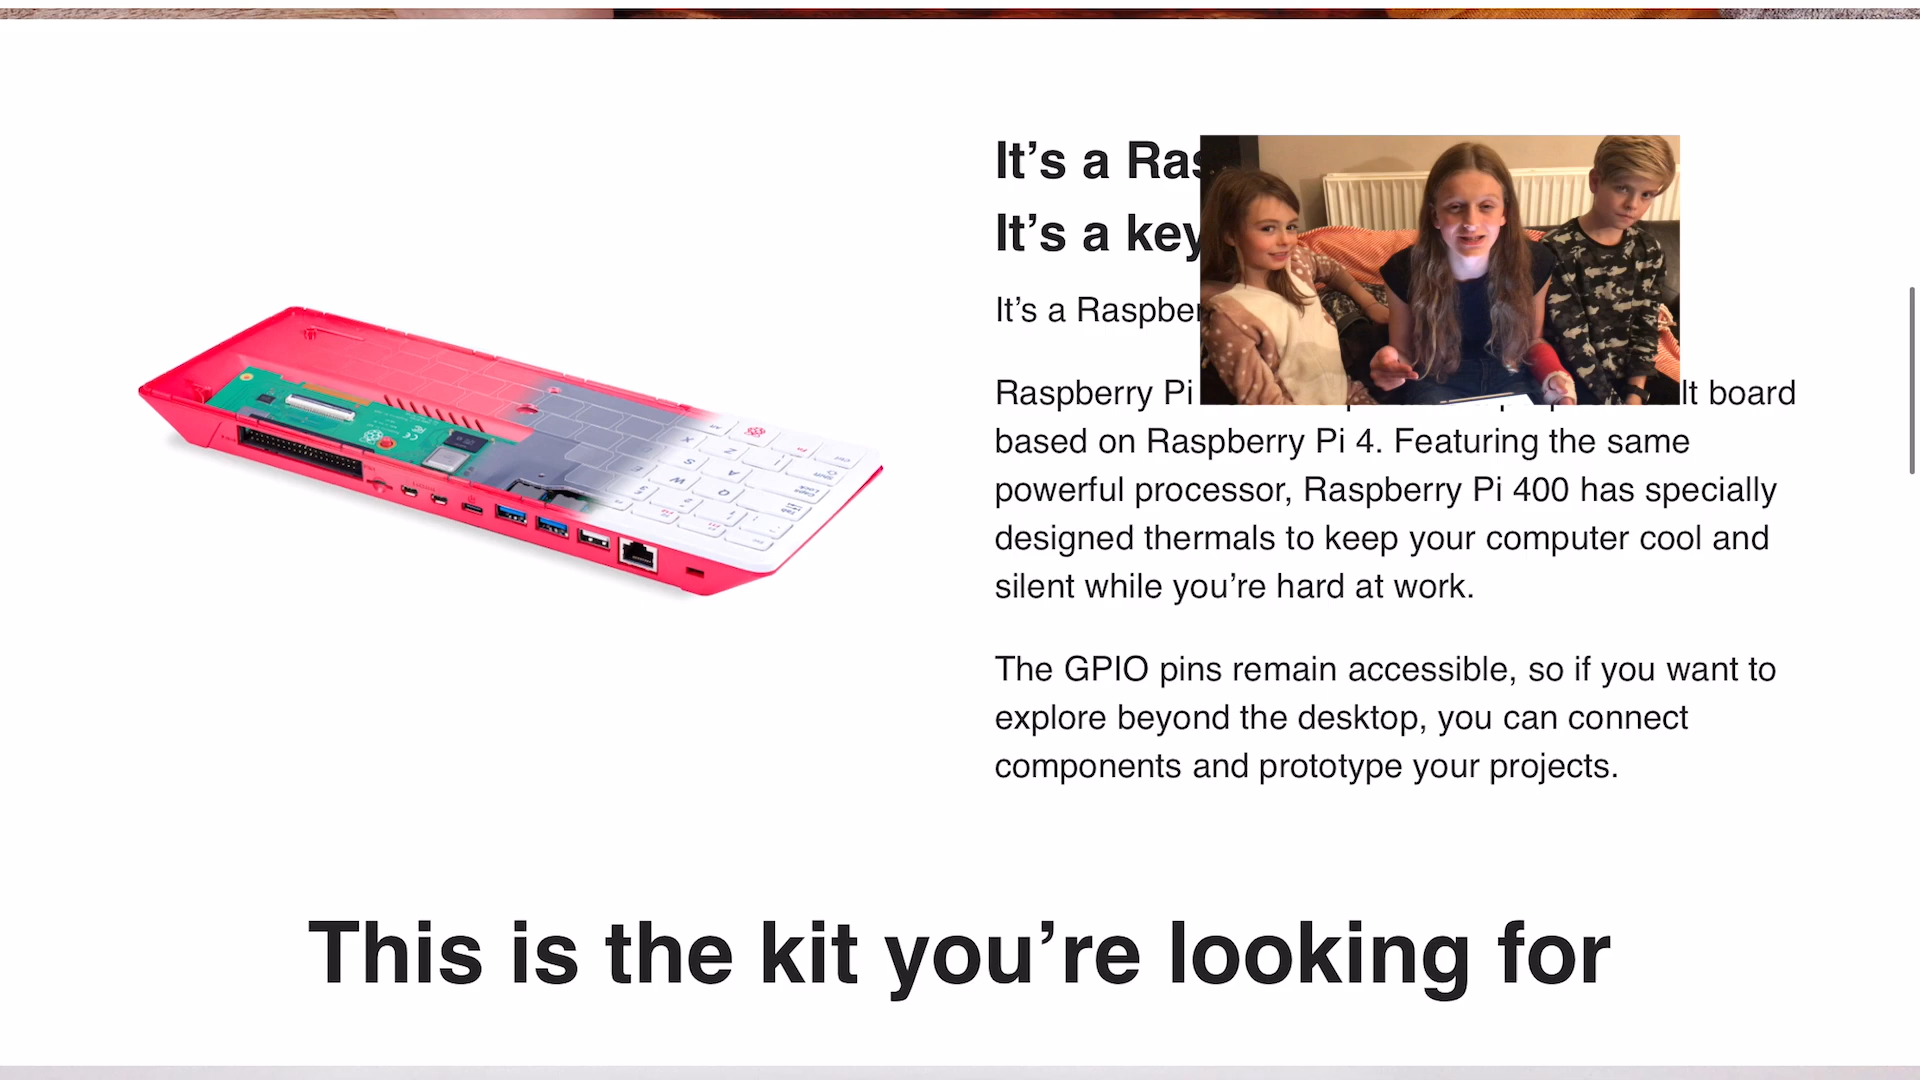 It’s a Ras
It’s a key
It’s a Raspber
Raspberry Pi lt board
based on Raspberry Pi 4. Featuring the same
powerful processor, Raspberry Pi 400 has specially
designed thermals to keep your computer cool and
silent while you’re hard at work.
The GPIO pins remain accessible, so if you want to
explore beyond the desktop, you can connect
components and prototype your projects.
This is the kit you’re looking for